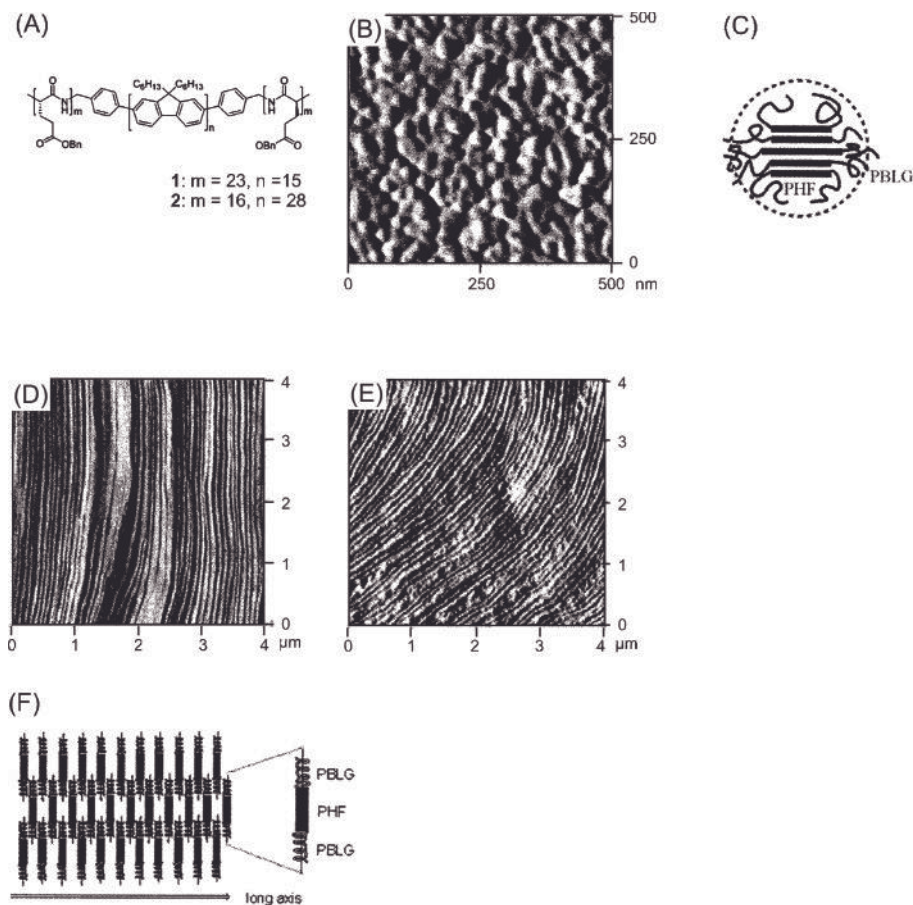 (A)
C6H13 C6H13
O
NH
m
n
NH
O
m
O
OBn
OBn
O
1: m = 23, n =15
2: m = 16, n = 28
(B)
500
250
0
0 250 500 nm
(C)
PHF
PBLG
(D)
4
3
2
1
0
0 1 2 3 4 µm
(E)
4
3
2
1
0
0 1 2 3 4 µm
(F)
PBLG
PHF
PBLG
long axis